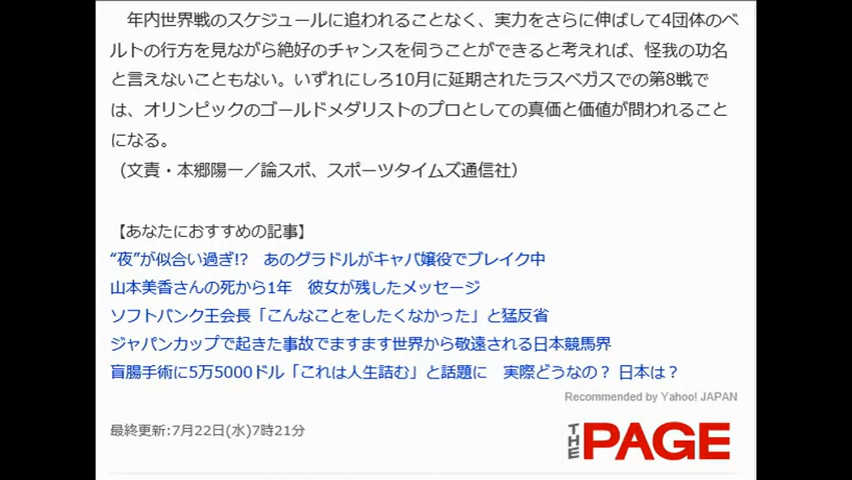 年内世界戦のスケジュールに追われることなく、実力をさらに伸ばして4団体のベ
ルトの行方を見ながら絶好のチャンスを伺うことができると考えれば、怪我の功名
と言えないこともない。いずれにしろ10月に延期されたラスベガスでの第8戦で
は、オリンピックのゴールドメダリストのプロとしての真価と価値が問われること
になる。
（文責・本郷陽一／論スポ、スポーツタイムズ通信社）
【あなたにおすすめの記事】
“夜”が似合い過ぎ!?　あのグラドルがキャバ嬢役でブレイク中
山本美香さんの死から1年　彼女が残したメッセージ
ソフトバンク王会長「こんなことをしたくなかった」と猛反省
ジャパンカップで起きた事故でますます世界から敬遠される日本競馬界
盲腸手術に5万5000ドル「これは人生詰む」と話題に　実際どうなの？ 日本は？
Recommended by Yahoo! JAPAN
最終更新:7月22日(水)7時21分
THE PAGE